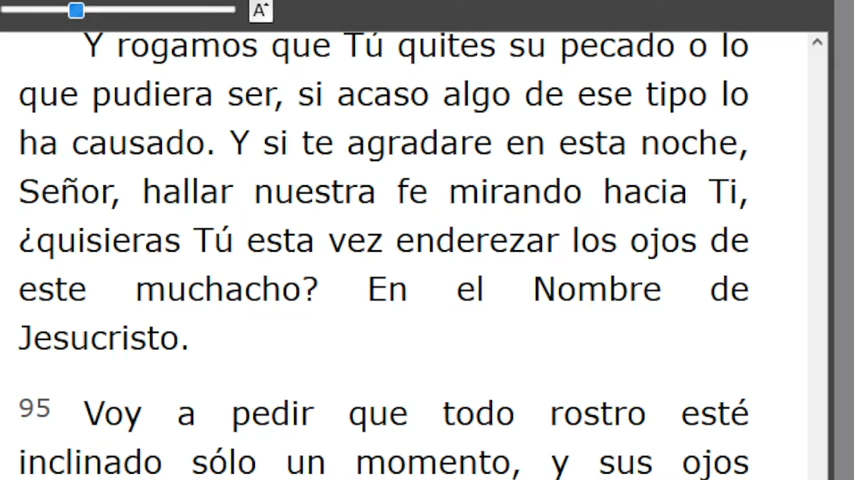 A
Y rogamos que Tú quites su pecado o lo
que pudiera ser, si acaso algo de ese tipo lo
ha causado. Y si te agradare en esta noche,
Señor, hallar nuestra fe mirando hacia Ti,
¿quisieras Tú esta vez enderezar los ojos de
este muchacho? En el Nombre de
Jesucristo.
95 Voy a pedir que todo rostro esté
inclinado sólo un momento, y sus ojos